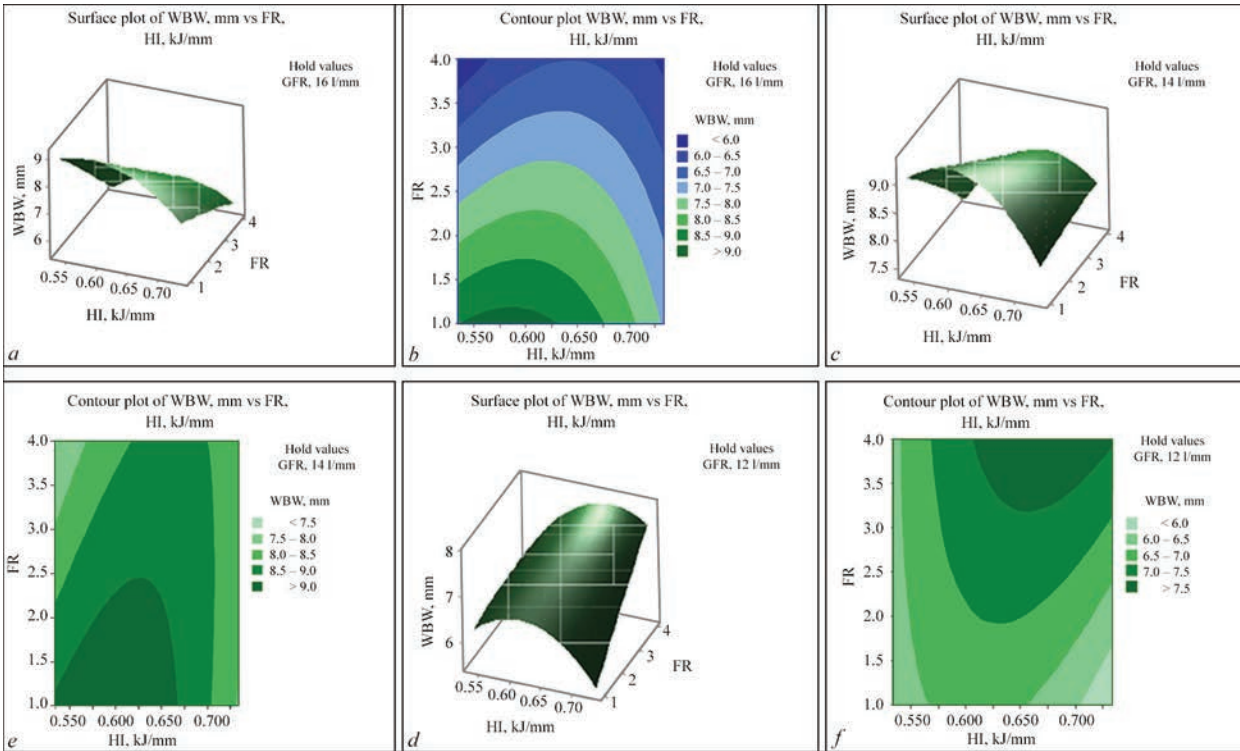 Surface plot of WBW, mm vs FR,
HI, kJ/mm
Hold values
GFR, 16 l/mm
WBW, mm
9
8
7
6
0.55
0.60
0.65
0.70
HI, kJ/mm
1
2
3
4
FR
a
Contour plot WBW, mm vs FR,
HI, kJ/mm
Hold values
GFR, 16 l/mm
WBW, mm
< 6.0
6.0 – 6.5
6.5 – 7.0
7.0 – 7.5
7.5 – 8.0
8.0 – 8.5
8.5 – 9.0
> 9.0
FR
4.0
3.5
3.0
2.5
2.0
1.5
1.0
0.550 0.600 0.650 0.700
HI, kJ/mm
b
Surface plot of WBW, mm vs FR,
HI, kJ/mm
Hold values
GFR, 14 l/mm
WBW, mm
9.0
8.5
8.0
7.5
0.55
0.60
0.65
0.70
HI, kJ/mm
1
2
3
4
FR
c
Contour plot of WBW, mm vs FR,
HI, kJ/mm
Hold values
GFR, 14 l/mm
WBW, mm
< 7.5
7.5 – 8.0
8.0 – 8.5
8.5 – 9.0
> 9.0
FR
4.0
3.5
3.0
2.5
2.0
1.5
1.0
0.550 0.600 0.650 0.700
HI, kJ/mm
e
Surface plot of WBW, mm vs FR,
HI, kJ/mm
Hold values
GFR, 12 l/mm
WBW, mm
8
7
6
0.55
0.60
0.65
0.70
HI, kJ/mm
1
2
3
4
FR
d
Contour plot of WBW, mm vs FR,
HI, kJ/mm
Hold values
GFR, 12 l/mm
WBW, mm
< 6.0
6.0 – 6.5
6.5 – 7.0
7.0 – 7.5
> 7.5
FR
4.0
3.5
3.0
2.5
2.0
1.5
1.0
0.550 0.600 0.650 0.700
HI, kJ/mm
f